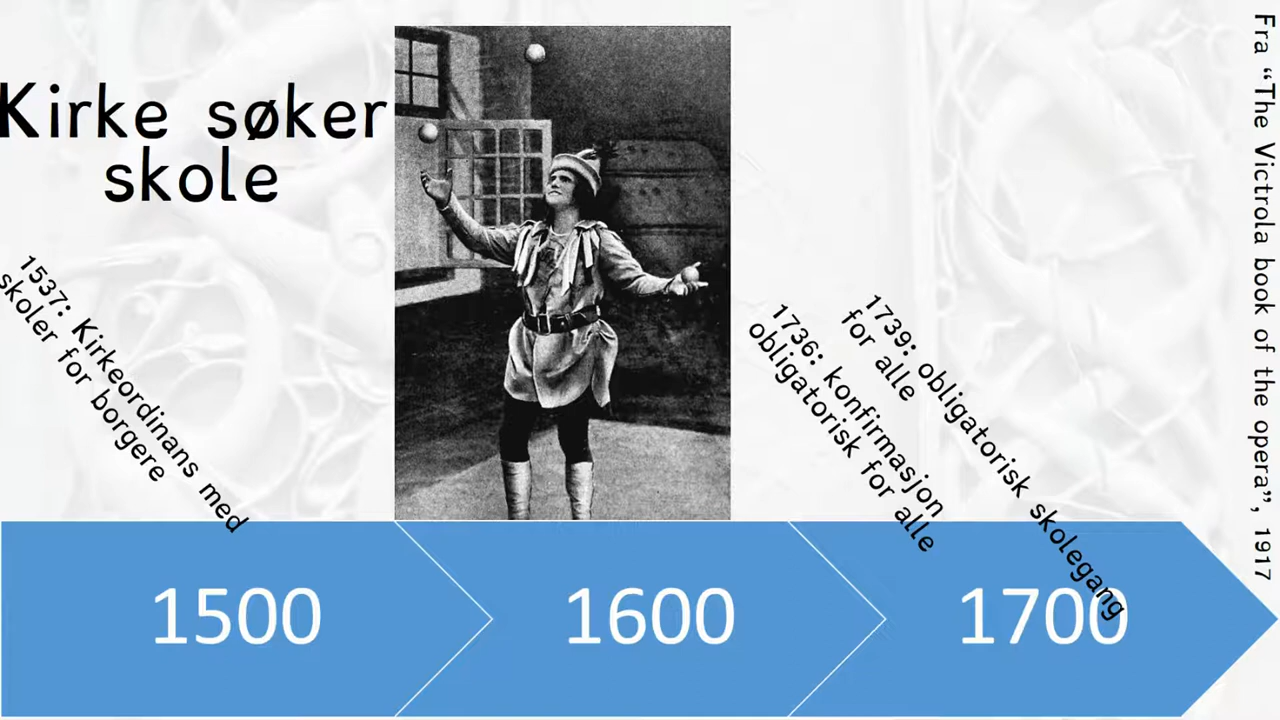 Kirke søker
skole
1537: Kirkeordinans med
skoler for borgere
1736: konfirmasjon
obligatorisk for alle
1739: obligatorisk skolegang
for alle
Fra “The Victrola book of the opera”, 1917
1500
1600
1700